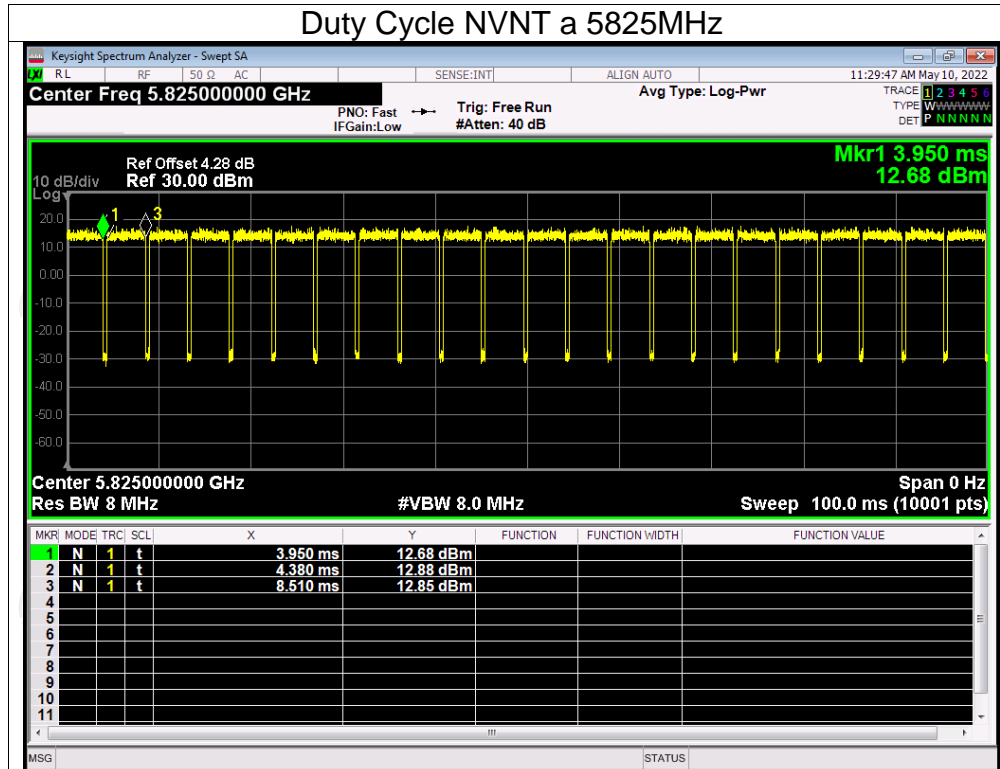 Duty Cycle NVNT a 5825MHz
Keysight Spectrum Analyzer - Swept SA
LXI RL RF 50 Ω AC SENSE:INT ALIGN AUTO 11:29:47 AM May 10, 2022
Center Freq 5.825000000 GHz Avg Type: Log-Pwr TRACE 1 2 3 4 5 6
PNO: Fast Trig: Free Run TYPE WWWWWW
IFGain:Low #Atten: 40 dB DET P N N N N N
Mkr1 3.950 ms
Ref Offset 4.28 dB
10 dB/div Ref 30.00 dBm 12.68 dBm
Log
1 3
20.0
10.0
0.00
-10.0
-20.0
-30.0
-40.0
-50.0
-60.0
Center 5.825000000 GHz Span 0 Hz
Res BW 8 MHz #VBW 8.0 MHz Sweep 100.0 ms (10001 pts)
MKR MODE TRC SCL X Y FUNCTION FUNCTION WIDTH FUNCTION VALUE
1 N 1 t 3.950 ms 12.68 dBm
2 N 1 t 4.380 ms 12.88 dBm
3 N 1 t 8.510 ms 12.85 dBm
4
5
6
7
8
9
10
11
MSG STATUS